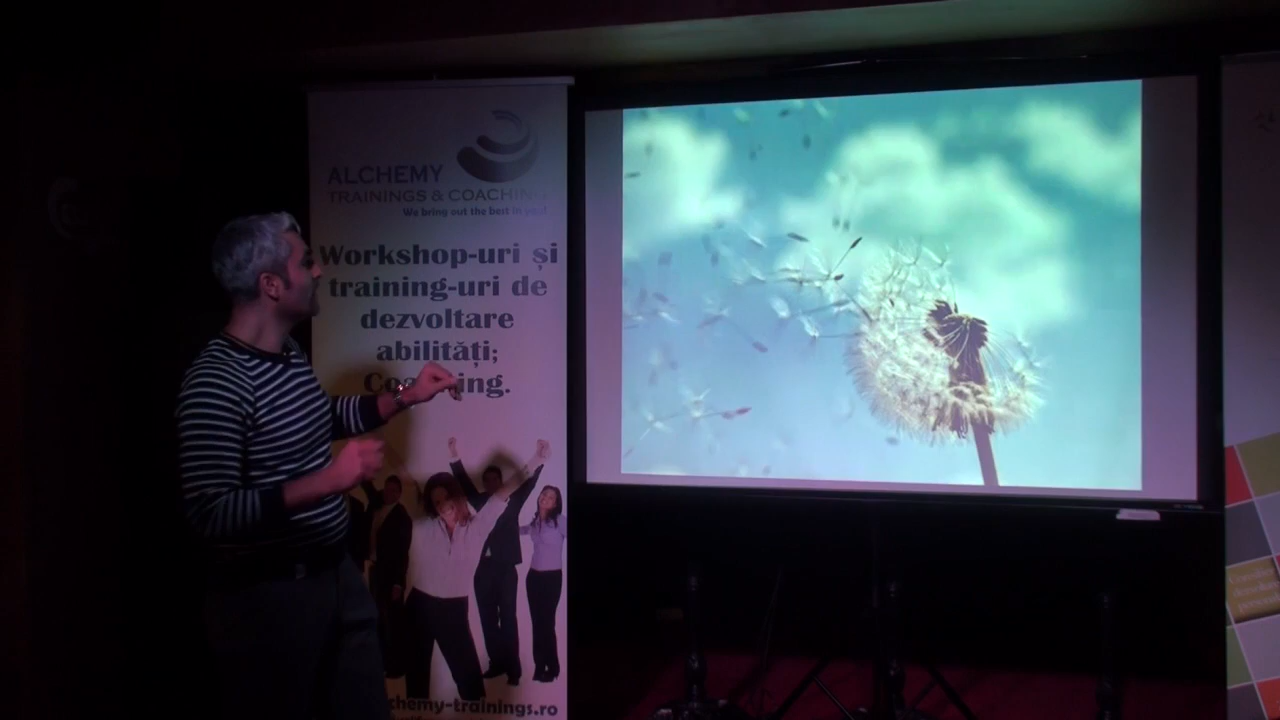 ALCHEMY
TRAININGS & COACHING
We bring out the best in you!
Workshop-uri și
training-uri de
dezvoltare
abilități;
Coaching.
chemy-trainings.ro